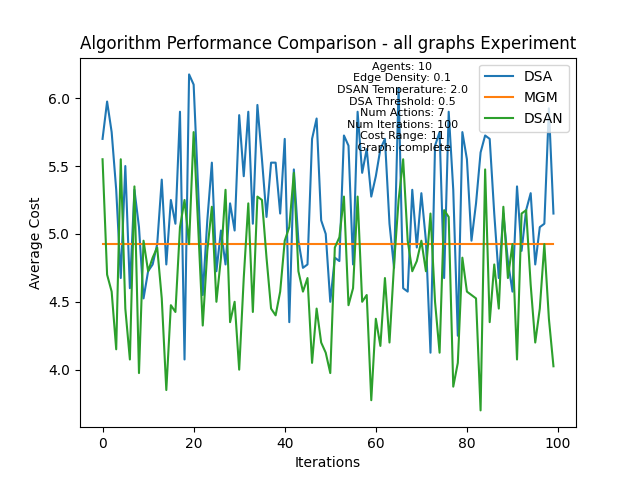 Algorithm Performance Comparison - all graphs Experiment
Agents: 10
Edge Density: 0.1
DSAN Temperature: 2.0
DSA Threshold: 0.5
Num Actions: 7
Num Iterations: 100
Cost Range: 11
Graph: complete
DSA
MGM
DSAN
Average Cost
6.0
5.5
5.0
4.5
4.0
0 20 40 60 80 100
Iterations